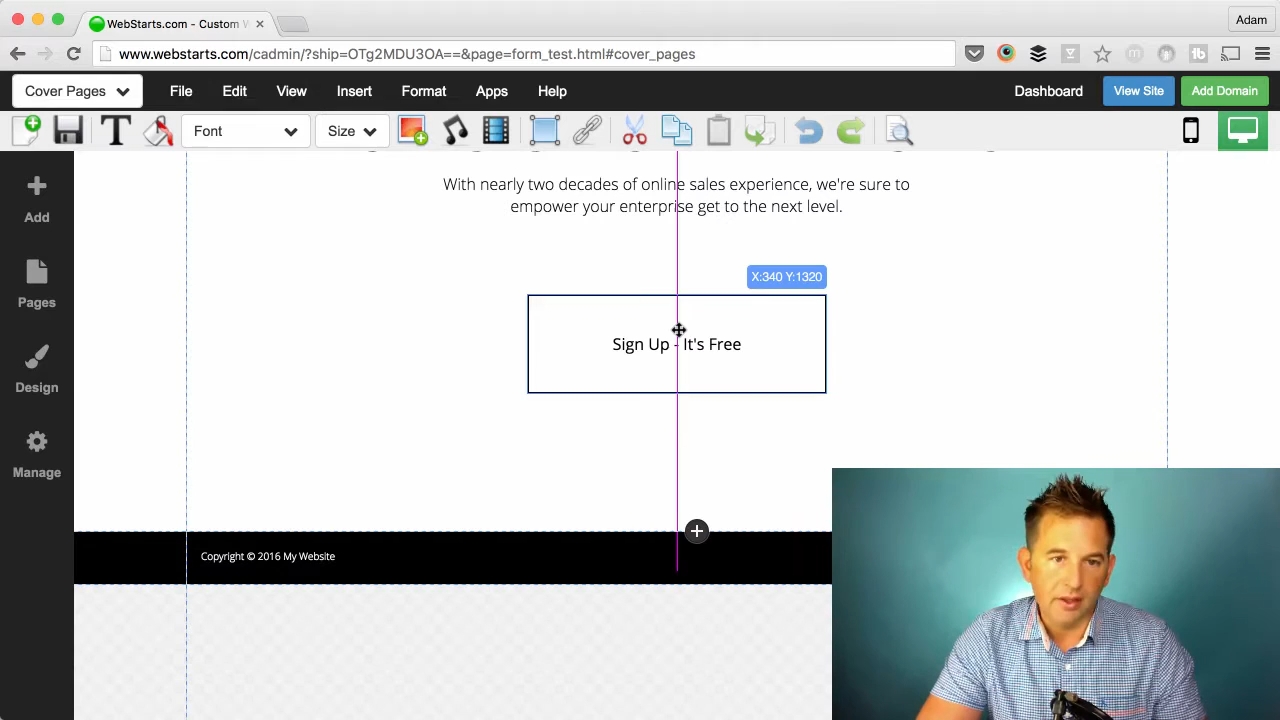 WebStarts.com - Custom W
Adam
www.webstarts.com/cadmin/?ship=OTg2MDU3OA==&page=form_test.html#cover_pages
Cover Pages File Edit View Insert Format Apps Help Dashboard View Site Add Domain
T Font Size
Add
Pages
Design
Manage
With nearly two decades of online sales experience, we're sure to
empower your enterprise get to the next level.
X:340 Y:1320
Sign Up - It's Free
Copyright © 2016 My Website